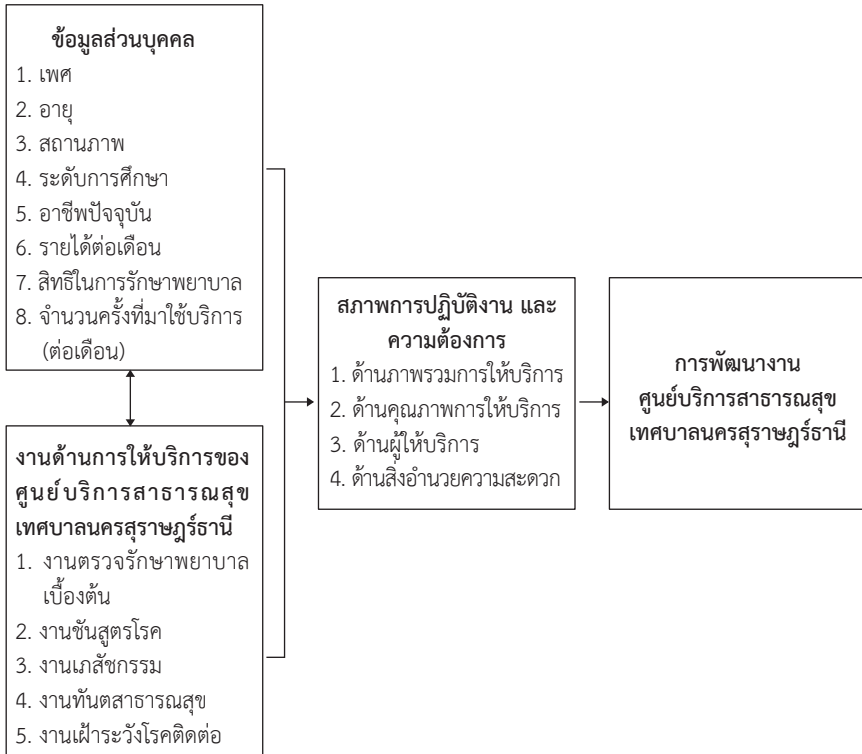 ข้อมูลส่วนบุคคล
1. เพศ
2. อายุ
3. สถานภาพ
4. ระดับการศึกษา
5. อาชีพปัจจุบัน
6. รายได้ต่อเดือน
7. สิทธิในการรักษาพยาบาล
8. จำนวนครั้งที่มาใช้บริการ
(ต่อเดือน)
งานด้านการให้บริการของ
ศูนย์บริการสาธารณสุข
เทศบาลนครสุราษฎร์ธานี
1. งานตรวจรักษาพยาบาล
เบื้องต้น
2. งานชันสูตรโรค
3. งานเภสัชกรรม
4. งานทันตสาธารณสุข
5. งานเฝ้าระวังโรคติดต่อ
สภาพการปฏิบัติงาน และ
ความต้องการ
1. ด้านภาพรวมการให้บริการ
2. ด้านคุณภาพการให้บริการ
3. ด้านผู้ให้บริการ
4. ด้านสิ่งอำนวยความสะดวก
การพัฒนางาน
ศูนย์บริการสาธารณสุข
เทศบาลนครสุราษฎร์ธานี